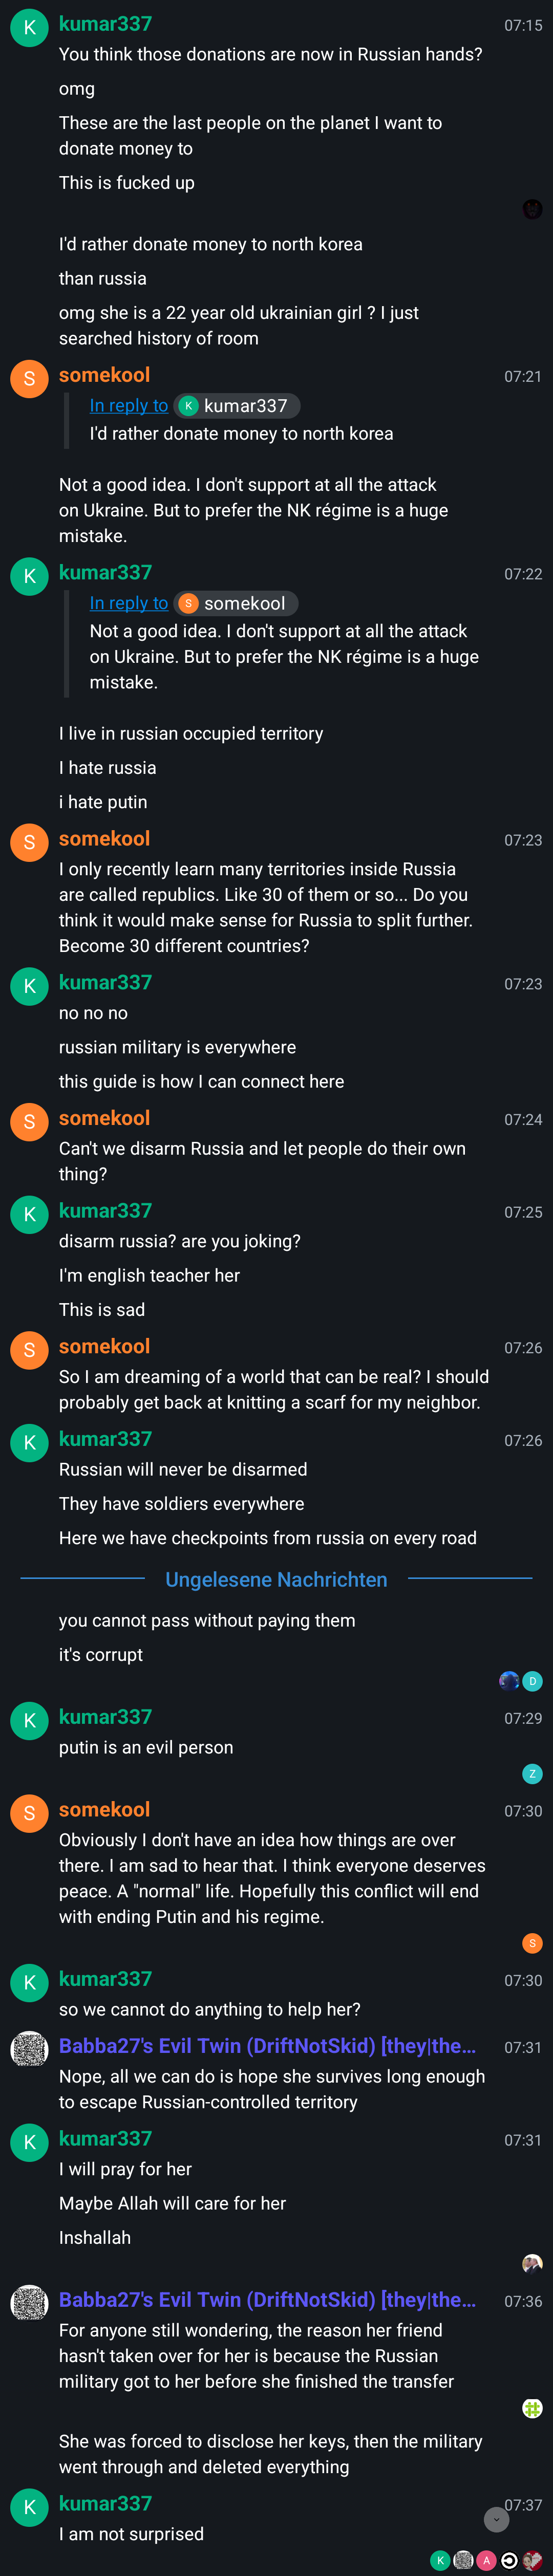 K kumar337 07:15
You think those donations are now in Russian hands?
omg
These are the last people on the planet I want to
donate money to
This is fucked up
I'd rather donate money to north korea
than russia
omg she is a 22 year old ukrainian girl ? I just
searched history of room
S somekool 07:21
In reply to K kumar337
I'd rather donate money to north korea
Not a good idea. I don't support at all the attack
on Ukraine. But to prefer the NK régime is a huge
mistake.
K kumar337 07:22
In reply to S somekool
Not a good idea. I don't support at all the attack
on Ukraine. But to prefer the NK régime is a huge
mistake.
I live in russian occupied territory
I hate russia
i hate putin
S somekool 07:23
I only recently learn many territories inside Russia
are called republics. Like 30 of them or so... Do you
think it would make sense for Russia to split further.
Become 30 different countries?
K kumar337 07:23
no no no
russian military is everywhere
this guide is how I can connect here
S somekool 07:24
Can't we disarm Russia and let people do their own
thing?
K kumar337 07:25
disarm russia? are you joking?
I'm english teacher her
This is sad
S somekool 07:26
So I am dreaming of a world that can be real? I should
probably get back at knitting a scarf for my neighbor.
K kumar337 07:26
Russian will never be disarmed
They have soldiers everywhere
Here we have checkpoints from russia on every road
Ungelesene Nachrichten
you cannot pass without paying them
it's corrupt
D
K kumar337 07:29
putin is an evil person
Z
S somekool 07:30
Obviously I don't have an idea how things are over
there. I am sad to hear that. I think everyone deserves
peace. A "normal" life. Hopefully this conflict will end
with ending Putin and his regime.
S
K kumar337 07:30
so we cannot do anything to help her?
Babba27's Evil Twin (DriftNotSkid) [they|the... 07:31
Nope, all we can do is hope she survives long enough
to escape Russian-controlled territory
K kumar337 07:31
I will pray for her
Maybe Allah will care for her
Inshallah
Babba27's Evil Twin (DriftNotSkid) [they|the... 07:36
For anyone still wondering, the reason her friend
hasn't taken over for her is because the Russian
military got to her before she finished the transfer
She was forced to disclose her keys, then the military
went through and deleted everything
K kumar337 07:37
I am not surprised
K A